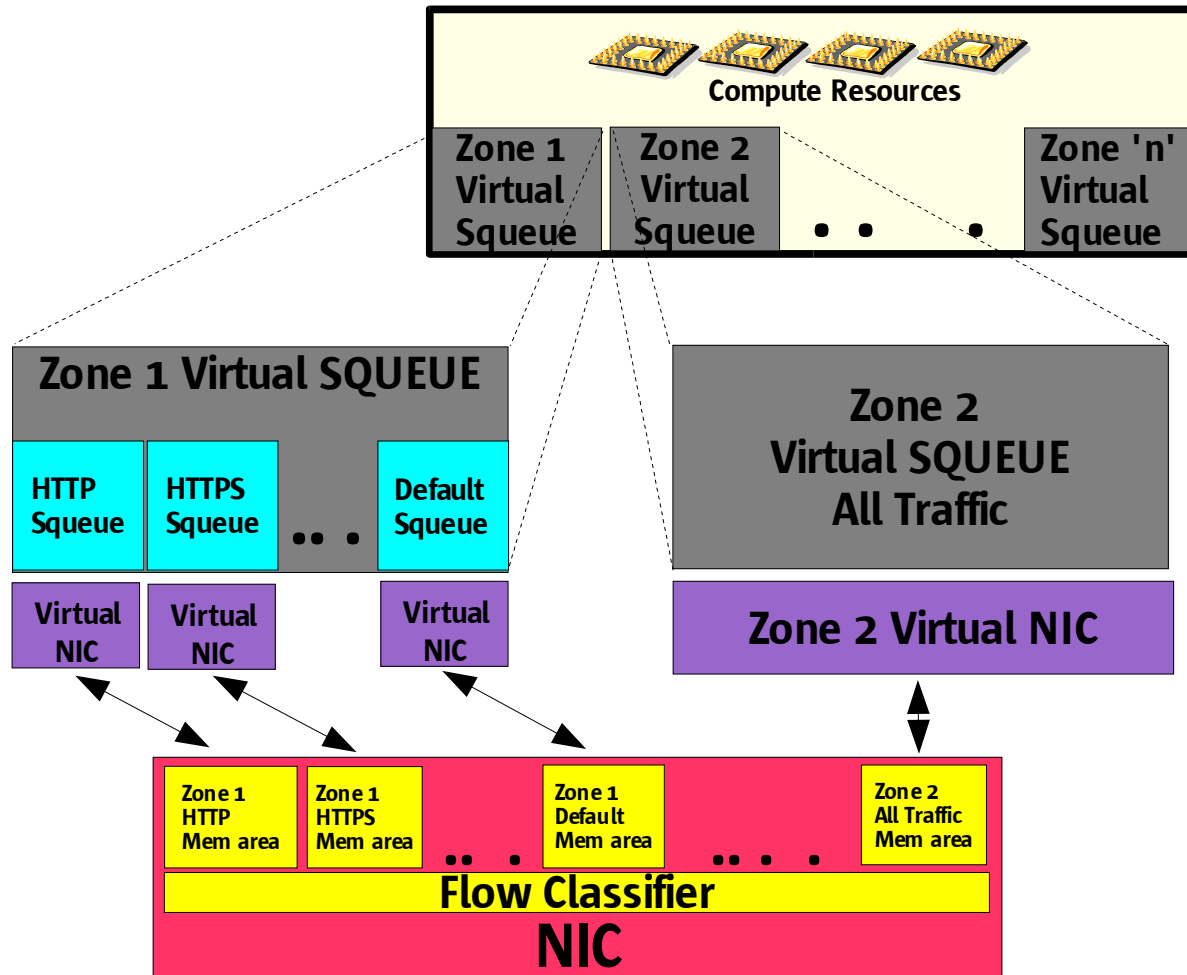 Compute Resources
Zone 1
Virtual
Squeue
Zone 2
Virtual
Squeue
. . .
Zone 'n'
Virtual
Squeue
Zone 1 Virtual SQUEUE
HTTP
Squeue
HTTPS
Squeue
.. .
Default
Squeue
Zone 2
Virtual SQUEUE
All Traffic
Virtual
NIC
Virtual
NIC
Virtual
NIC
Zone 2 Virtual NIC
Zone 1
HTTP
Mem area
Zone 1
HTTPS
Mem area
.. .
Zone 1
Default
Mem area
.. . .
Zone 2
All Traffic
Mem area
Flow Classifier
NIC